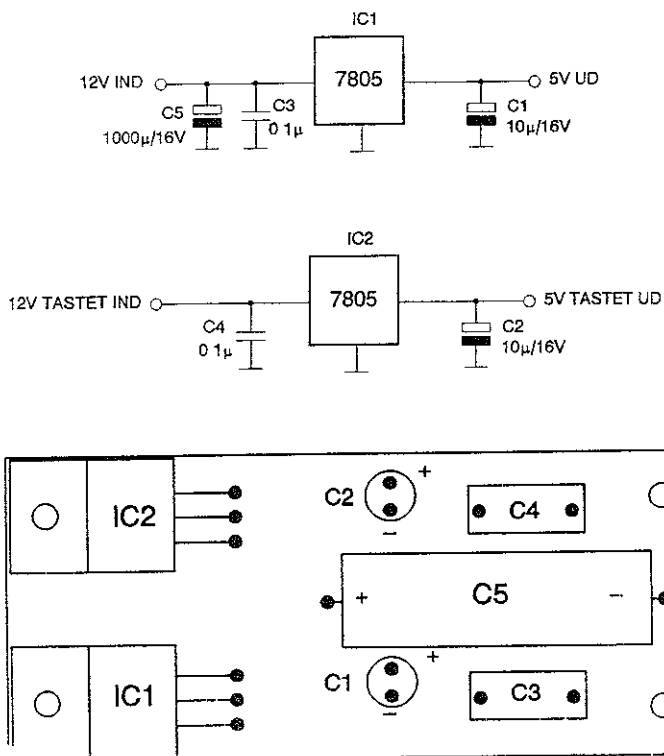 IC1
12V IND
7805
5V UD
C5
1000µ/16V
C3
0 1µ
C1
10µ/16V
IC2
12V TASTET IND
7805
5V TASTET UD
C4
0 1µ
C2
10µ/16V
IC2
C2
+
−
C4
+
C5
−
IC1
C1
+
−
C3